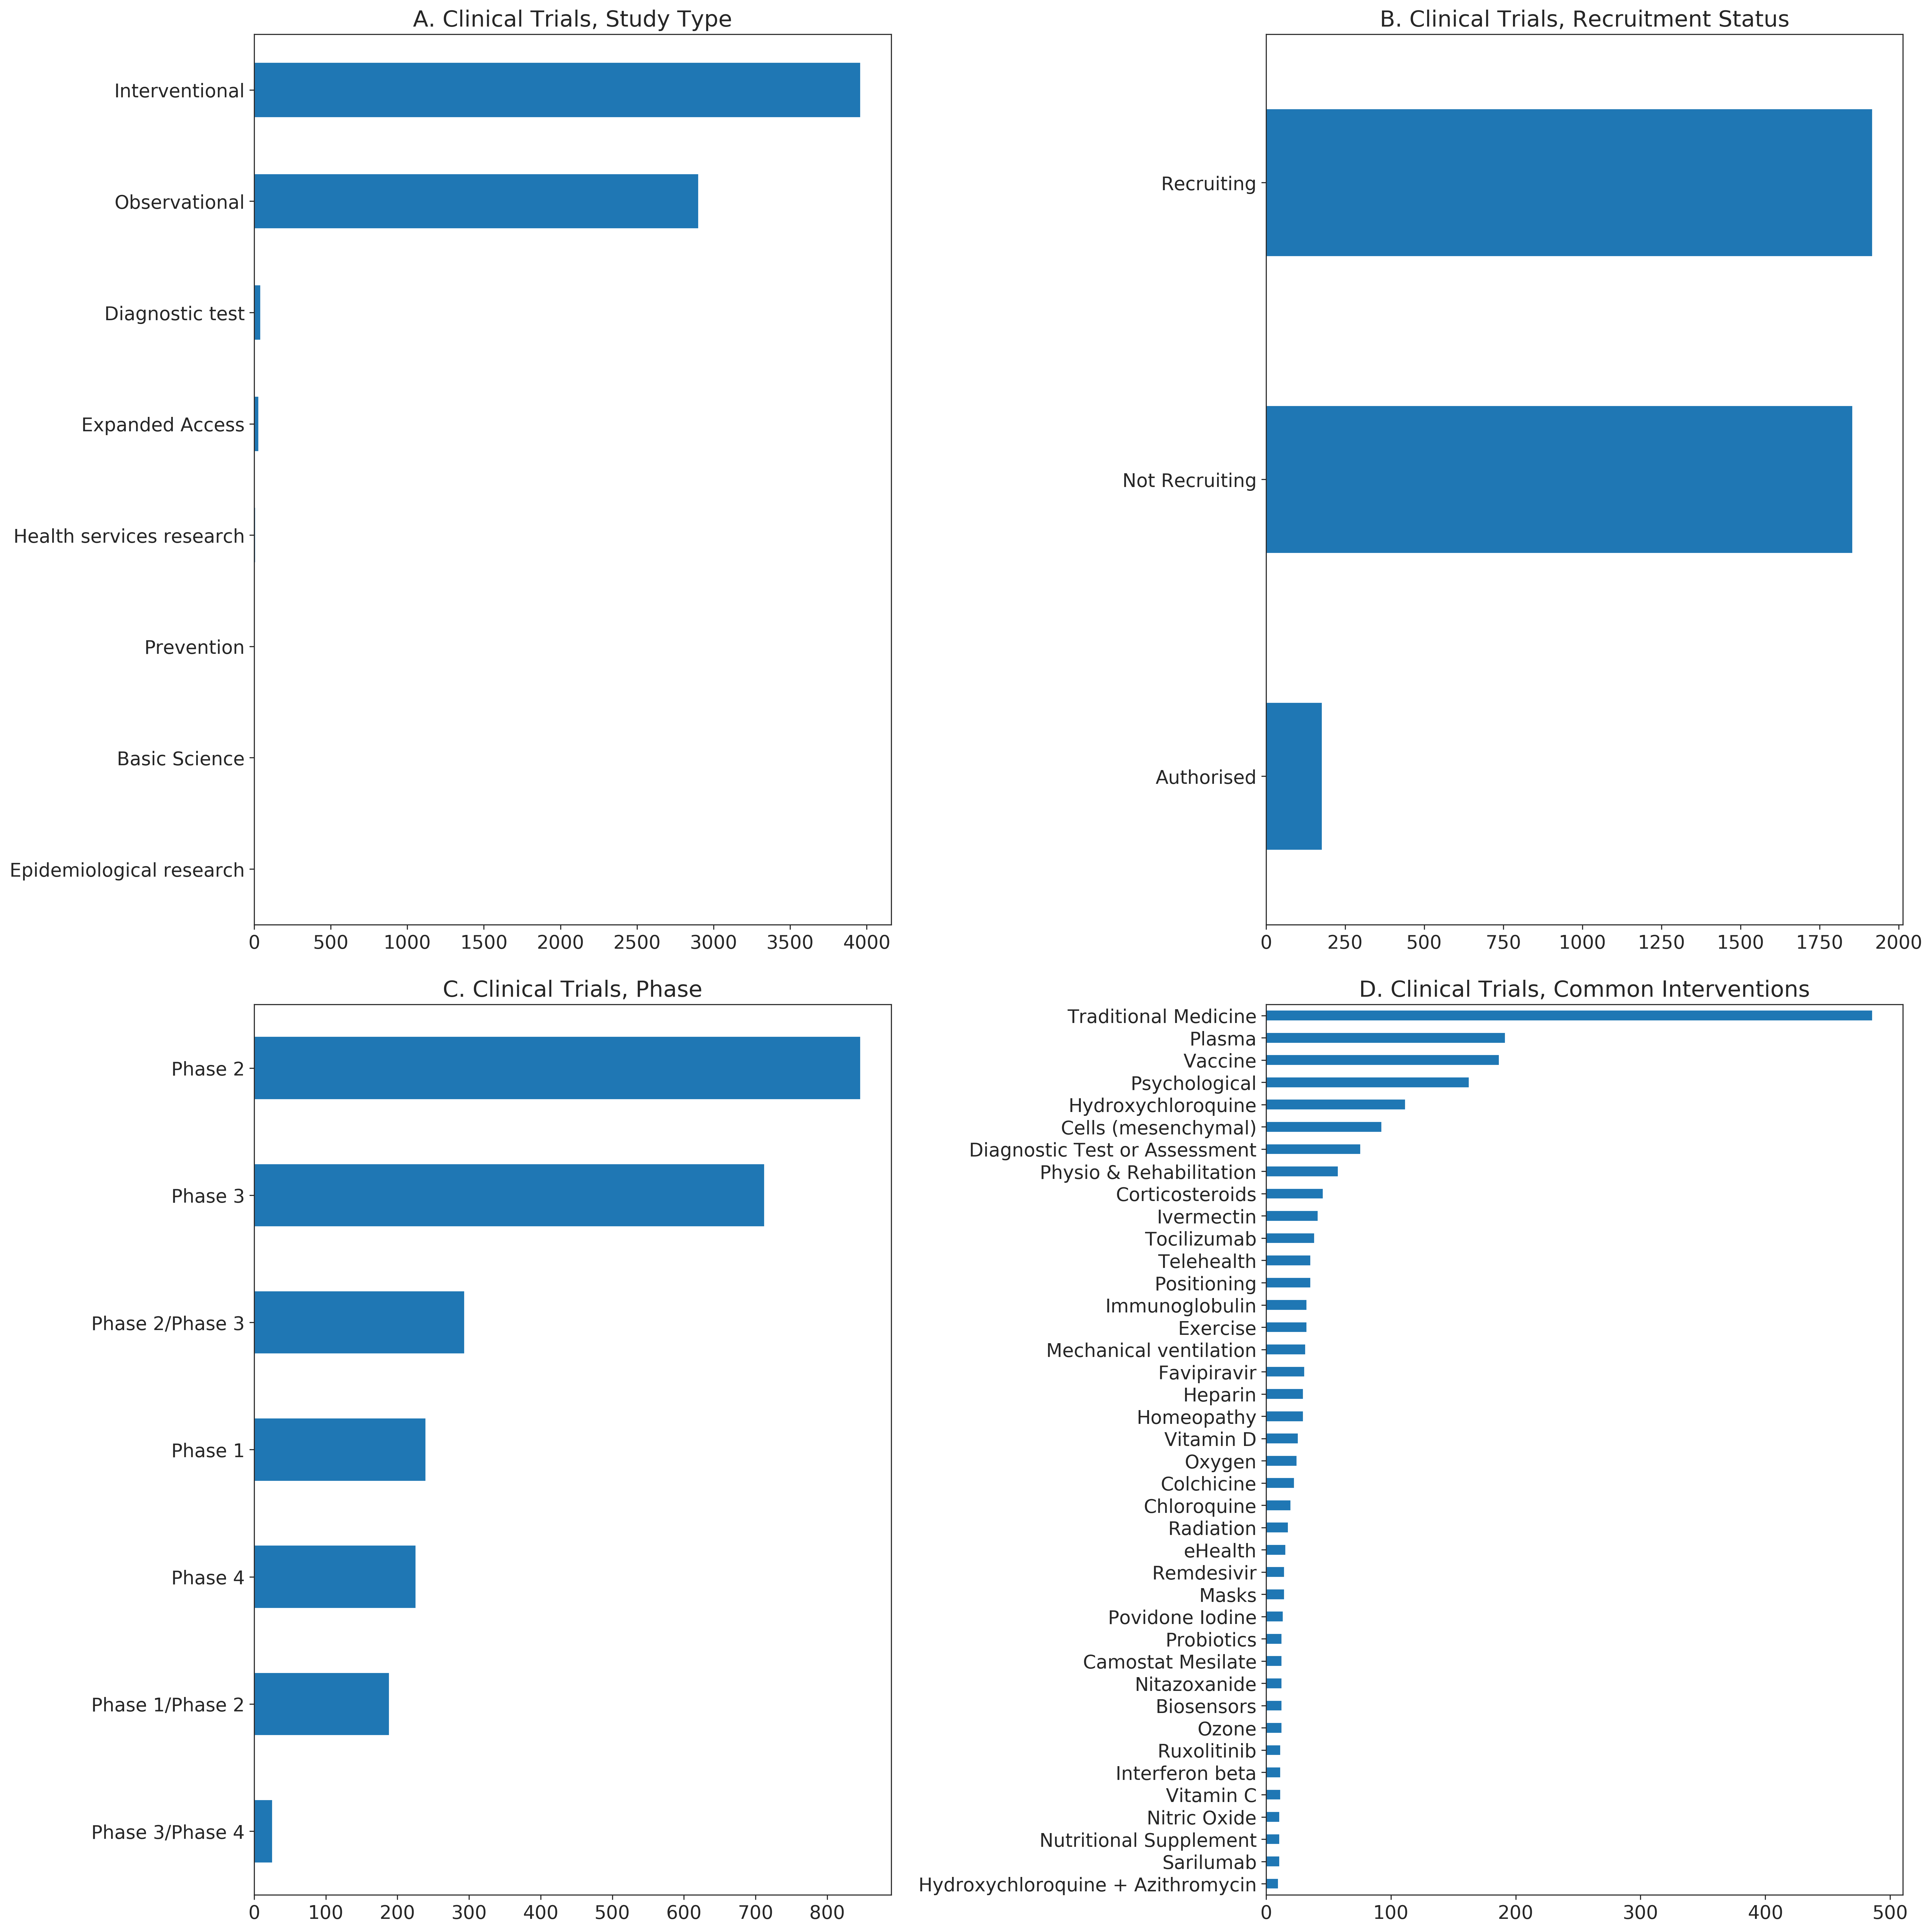 A. Clinical Trials, Study Type
Interventional
Observational
Diagnostic test
Expanded Access
Health services research
Prevention
Basic Science
Epidemiological research
0 500 1000 1500 2000 2500 3000 3500 4000
B. Clinical Trials, Recruitment Status
Recruiting
Not Recruiting
Authorised
0 250 500 750 1000 1250 1500 1750 2000
C. Clinical Trials, Phase
Phase 2
Phase 3
Phase 2/Phase 3
Phase 1
Phase 4
Phase 1/Phase 2
Phase 3/Phase 4
0 100 200 300 400 500 600 700 800
D. Clinical Trials, Common Interventions
Traditional Medicine
Plasma
Vaccine
Psychological
Hydroxychloroquine
Cells (mesenchymal)
Diagnostic Test or Assessment
Physio & Rehabilitation
Corticosteroids
Ivermectin
Tocilizumab
Telehealth
Positioning
Immunoglobulin
Exercise
Mechanical ventilation
Favipiravir
Heparin
Homeopathy
Vitamin D
Oxygen
Colchicine
Chloroquine
Radiation
eHealth
Remdesivir
Masks
Povidone Iodine
Probiotics
Camostat Mesilate
Nitazoxanide
Biosensors
Ozone
Ruxolitinib
Interferon beta
Vitamin C
Nitric Oxide
Nutritional Supplement
Sarilumab
Hydroxychloroquine + Azithromycin
0 100 200 300 400 500